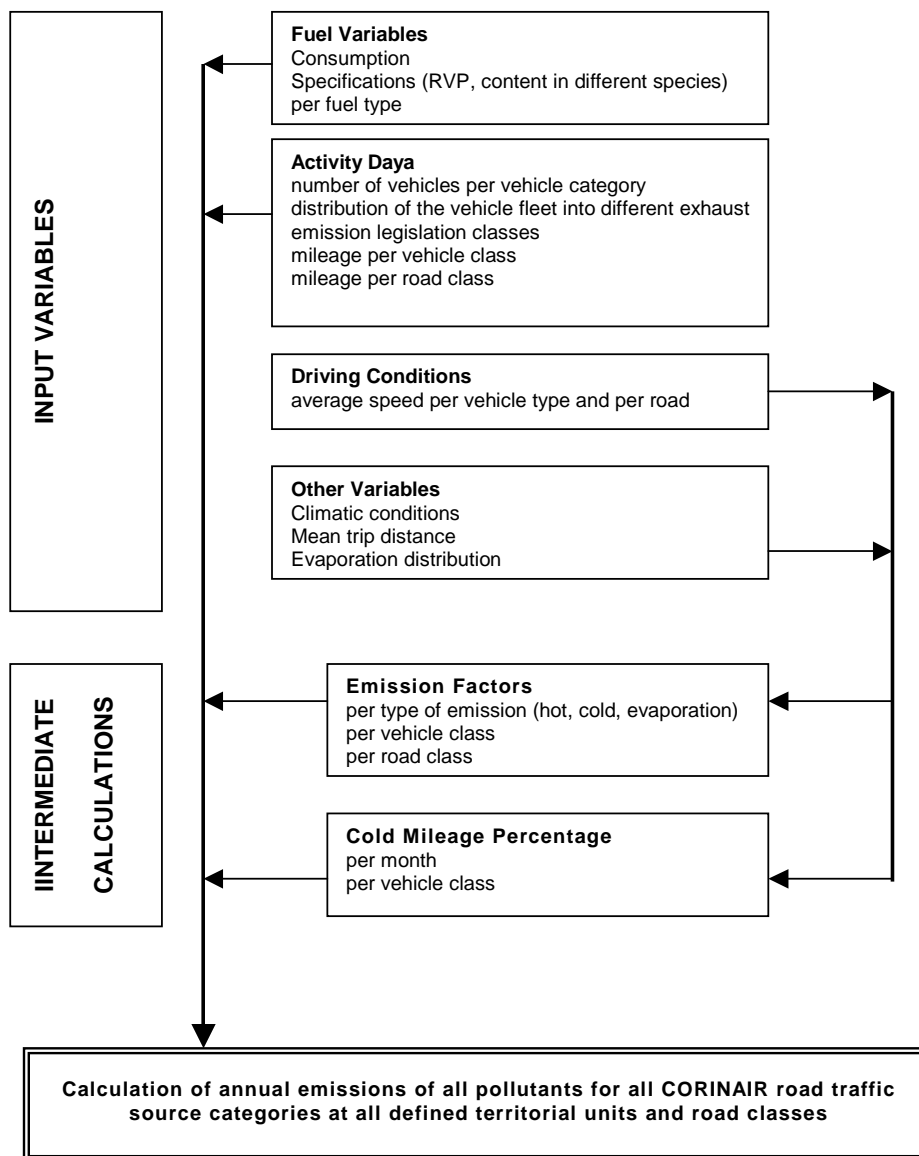 INPUT VARIABLES
Fuel Variables
Consumption
Specifications (RVP, content in different species)
per fuel type
Activity Daya
number of vehicles per vehicle category
distribution of the vehicle fleet into different exhaust
emission legislation classes
mileage per vehicle class
mileage per road class
Driving Conditions
average speed per vehicle type and per road
Other Variables
Climatic conditions
Mean trip distance
Evaporation distribution
IINTERMEDIATE
CALCULATIONS
Emission Factors
per type of emission (hot, cold, evaporation)
per vehicle class
per road class
Cold Mileage Percentage
per month
per vehicle class
Calculation of annual emissions of all pollutants for all CORINAIR road traffic
source categories at all defined territorial units and road classes